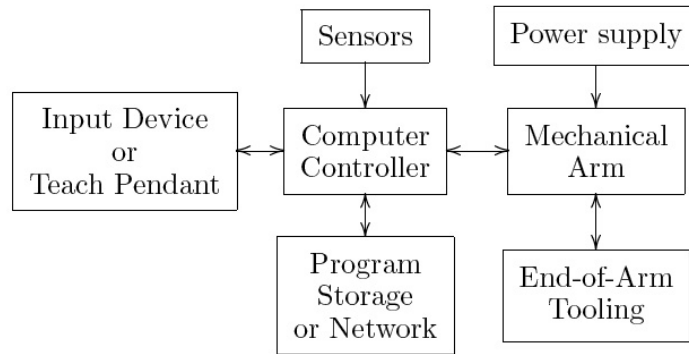 Sensors
Power supply
Input Device
or
Teach Pendant
Computer
Controller
Mechanical
Arm
Program
Storage
or Network
End-of-Arm
Tooling